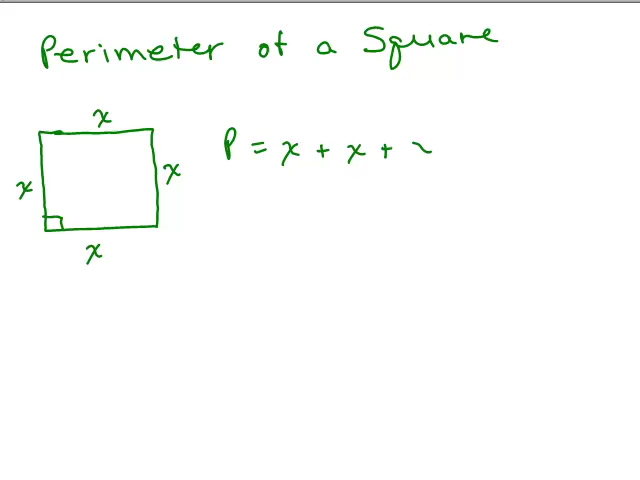 Perimeter of a Square
x
P = x + x +
x
x
x